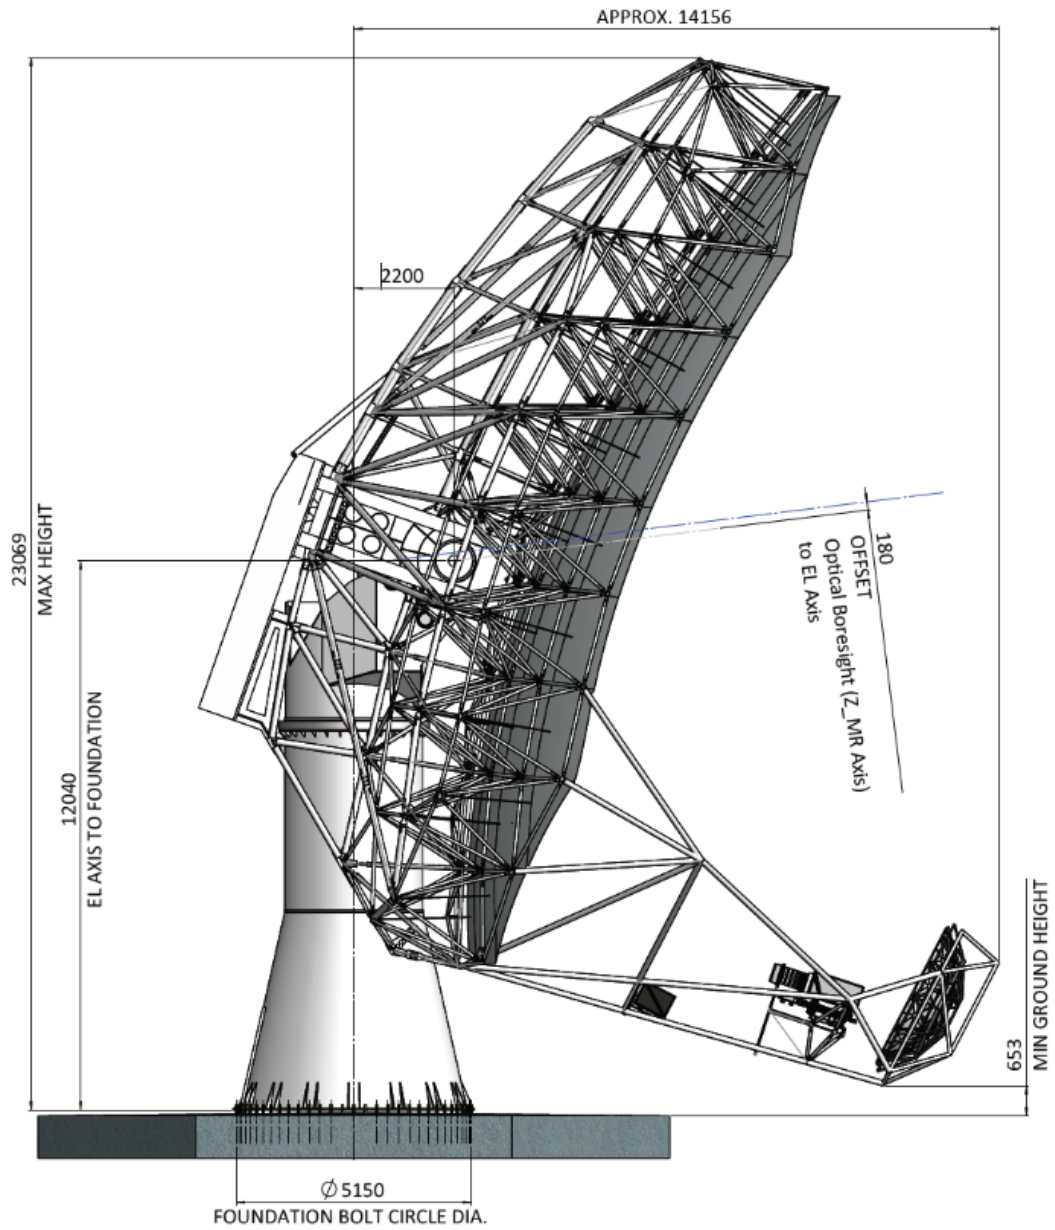 APPROX. 14156
2200
23069
MAX HEIGHT
12040
EL AXIS TO FOUNDATION
180
OFFSET
Optical Boresight (Z_MR Axis)
to EL Axis
653
MIN GROUND HEIGHT
∅ 5150
FOUNDATION BOLT CIRCLE DIA.